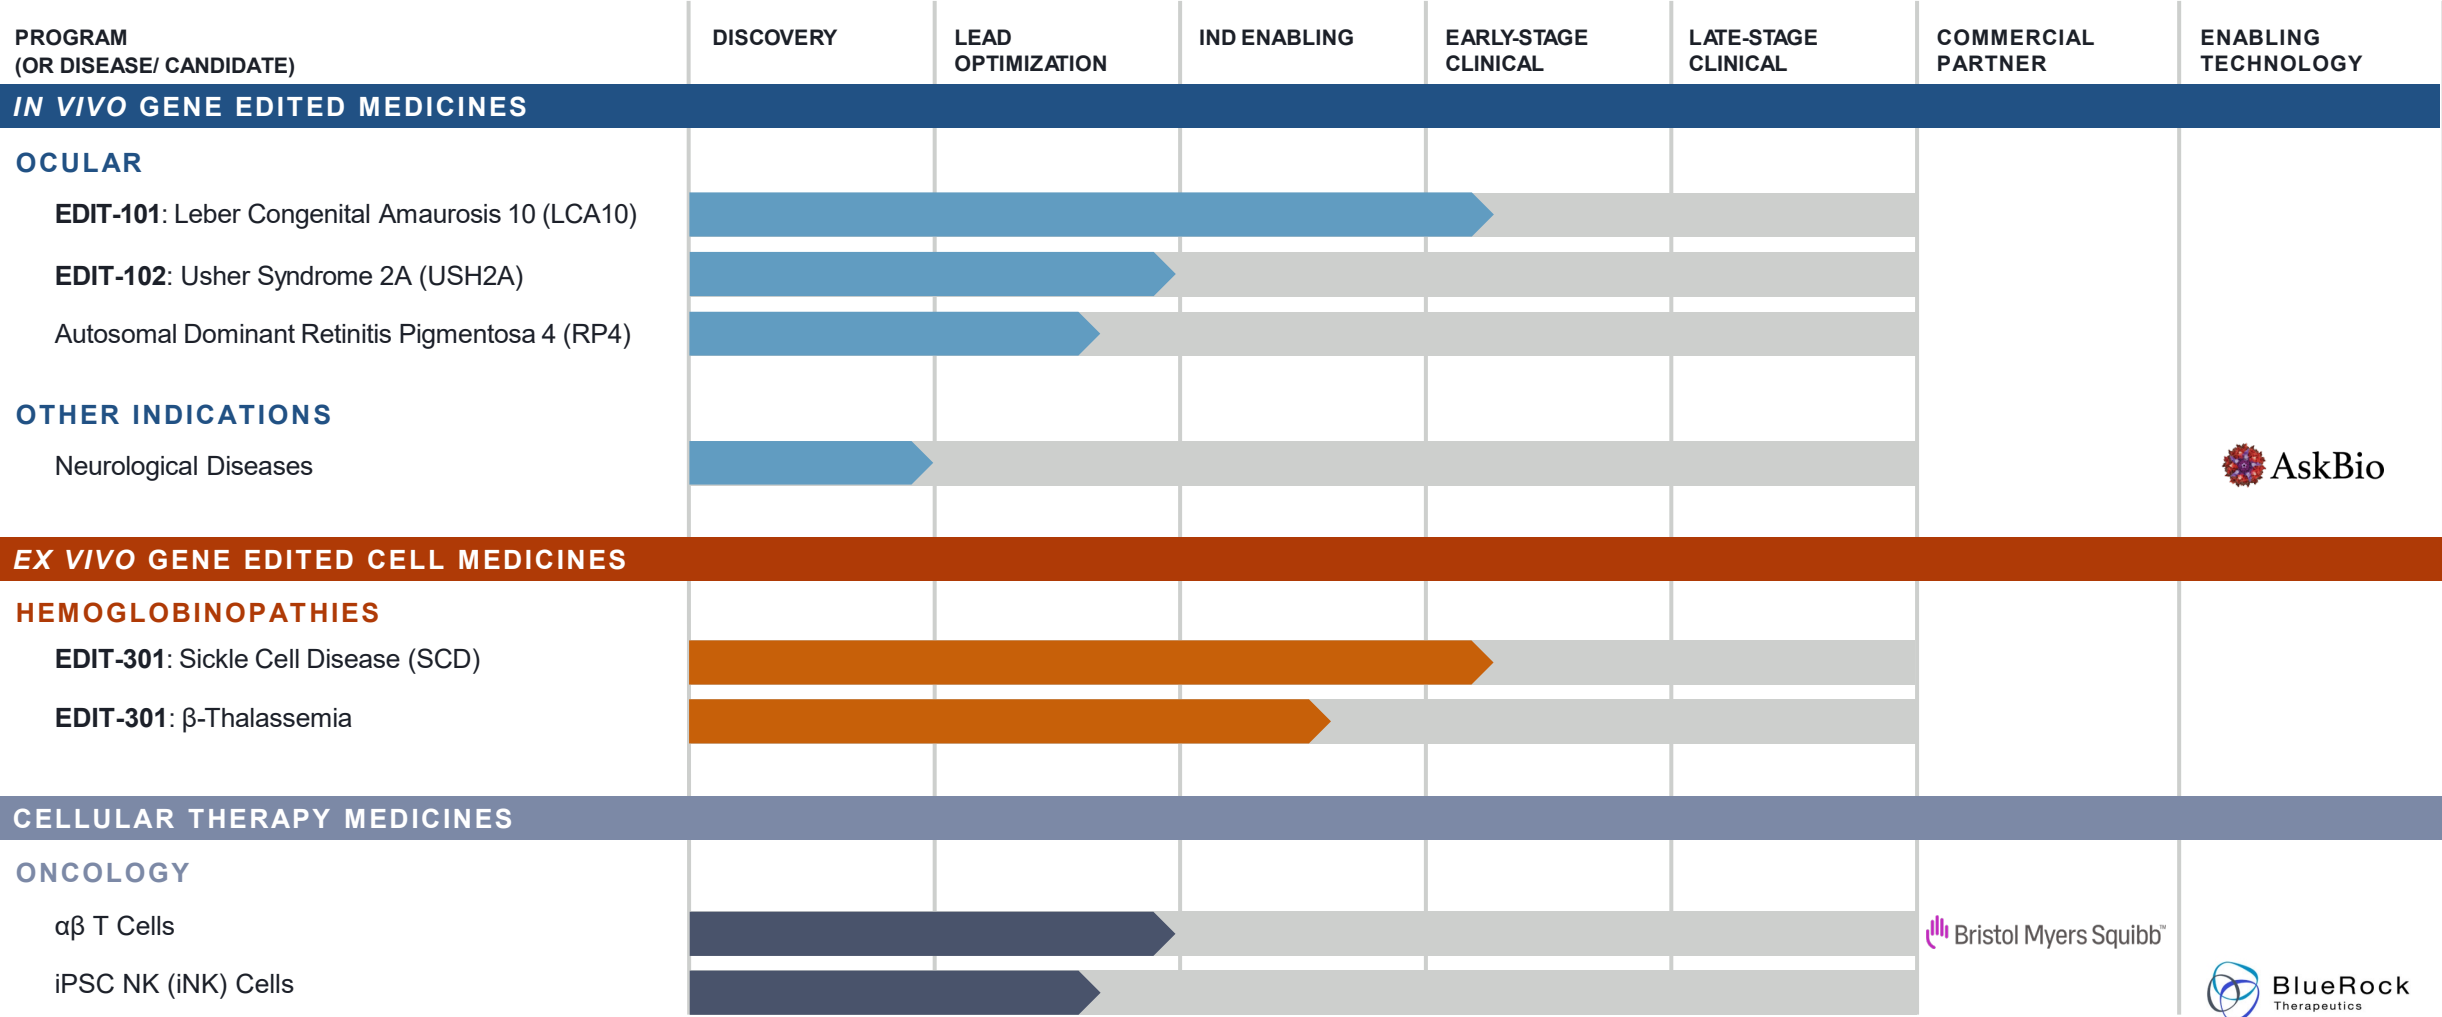 PROGRAM
(OR DISEASE/ CANDIDATE)
DISCOVERY
LEAD
OPTIMIZATION
IND ENABLING
EARLY-STAGE
CLINICAL
LATE-STAGE
CLINICAL
COMMERCIAL
PARTNER
ENABLING
TECHNOLOGY
IN VIVO GENE EDITED MEDICINES
OCULAR
EDIT-101: Leber Congenital Amaurosis 10 (LCA10)
EDIT-102: Usher Syndrome 2A (USH2A)
Autosomal Dominant Retinitis Pigmentosa 4 (RP4)
OTHER INDICATIONS
Neurological Diseases
AskBio
EX VIVO GENE EDITED CELL MEDICINES
HEMOGLOBINOPATHIES
EDIT-301: Sickle Cell Disease (SCD)
EDIT-301: β-Thalassemia
CELLULAR THERAPY MEDICINES
ONCOLOGY
αβ T Cells
Bristol Myers Squibb™
iPSC NK (iNK) Cells
BlueRock
Therapeutics